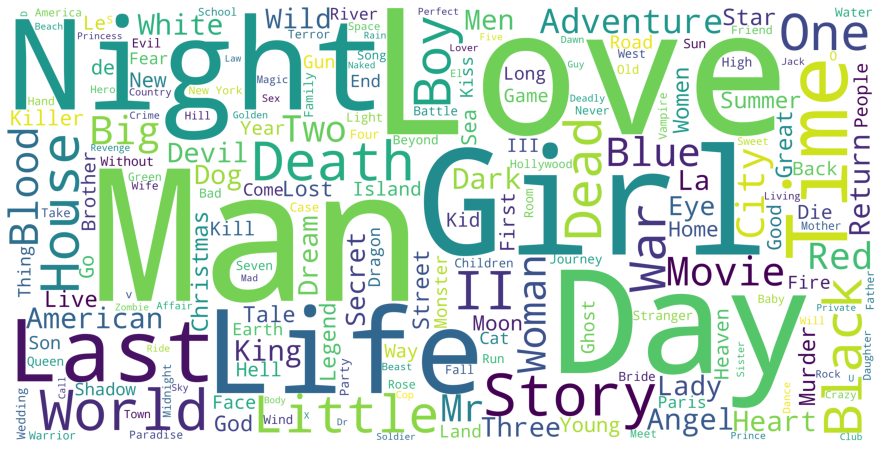 Night
Love
Man
Girl
Day
Life
Last
Time
Story
World
Little
House
Death
Black
One
II
War
Movie
Big
Blood
Dead
Boy
Blue
Red
City
Woman
King
Mr
Angel
Lady
Adventure
Two
White
Wild
American
Devil
Dog
Dream
Secret
Dark
Men
Star
Summer
Return
Eye
Great
Heart
Three
Young
Legend
Christmas
Street
Live
Killer
New
de
Les
Fear
River
End
Gun
Family
Year
Brother
Without
Go
Thing
Kill
Come
Lost
Island
Sea
Kiss
Long
Game
Road
Women
People
Back
Die
Good
Home
La
First
Kid
III
Moon
Tale
Monster
Dragon
Way
Cat
Run
Fall
Hell
Earth
Face
God
Shadow
Son
Queen
Party
Land
Ghost
Stranger
Heaven
Paris
Murder
Fire
Bride
Children
Journey
Hollywood
Room
Battle
Beyond
Light
Four
Song
Rain
Space
Terror
School
America
Beach
Princess
Evil
Law
Hand
Hero
Country
New York
Magic
Sex
Crime
Hill
Golden
Revenge
Green
Wife
Take
Bad
Case
Seven
Mad
Zombie
Affair
V
Ride
Sky
Midnight
Call
Town
Paradise
Wedding
Warrior
Wind
Body
X
Dr
Cop
Soldier
Beast
Rose
Meet
Prince
Dance
Sister
Baby
Will
Private
Rock
U
Crazy
Club
Daughter
Father
Mother
Living
Sweet
Vampire
Never
Deadly
Guy
Dawn
El
Five
Lover
Perfect
Naked
Old
West
Sun
High
Friend
Jack
O
Water
D